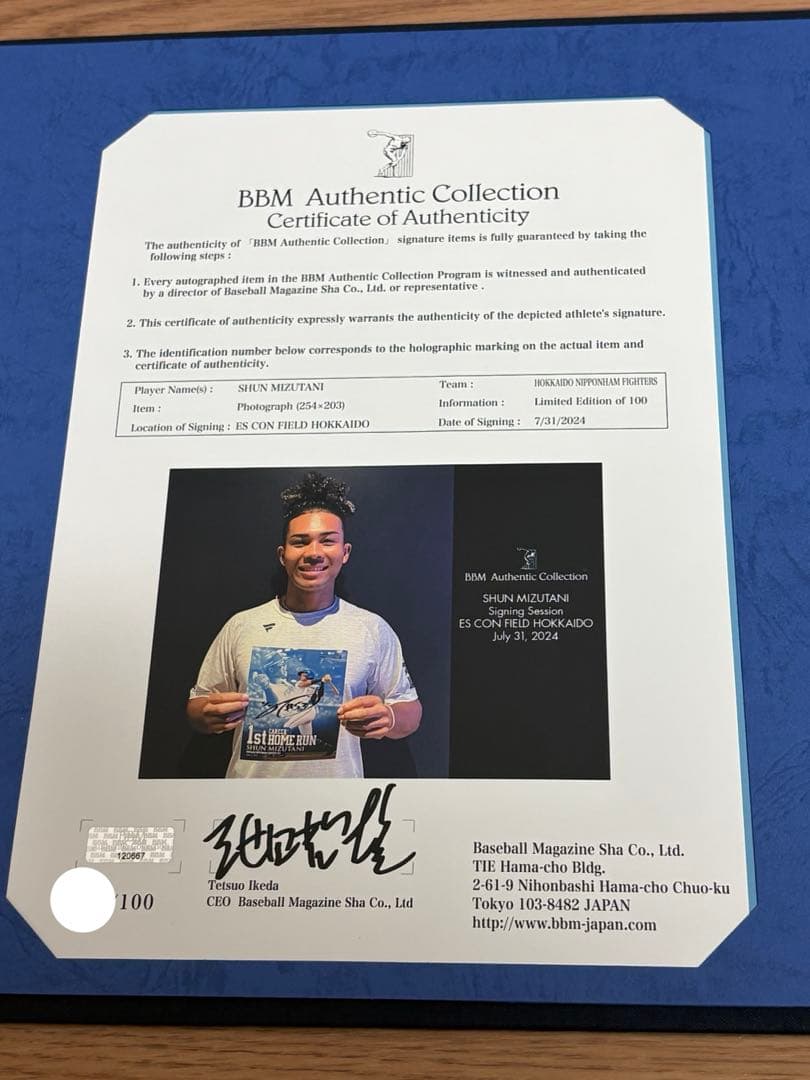 BBM Authentic Collection
Certificate of Authenticity
The authenticity of 「BBM Authentic Collection」 signature items is fully guaranteed by taking the
following steps :
1. Every autographed item in the BBM Authentic Collection Program is witnessed and authenticated
by a director of Baseball Magazine Sha Co., Ltd. or representative .
2. This certificate of authenticity expressly warrants the authenticity of the depicted athlete's signature.
3. The identification number below corresponds to the holographic marking on the actual item and
certificate of authenticity.
Player Name(s) : SHUN MIZUTANI Team : HOKKAIDO NIPPONHAM FIGHTERS
Item : Photograph (254×203) Information : Limited Edition of 100
Location of Signing : ES CON FIELD HOKKAIDO Date of Signing : 7/31/2024
BBM Authentic Collection
SHUN MIZUTANI
Signing Session
ES CON FIELD HOKKAIDO
July 31, 2024
1st CAREER HOME RUN
SHUN MIZUTANI
120667
/100
池田哲雄
Tetsuo Ikeda
CEO Baseball Magazine Sha Co., Ltd
Baseball Magazine Sha Co., Ltd.
TIE Hama-cho Bldg.
2-61-9 Nihonbashi Hama-cho Chuo-ku
Tokyo 103-8482 JAPAN
http://www.bbm-japan.com